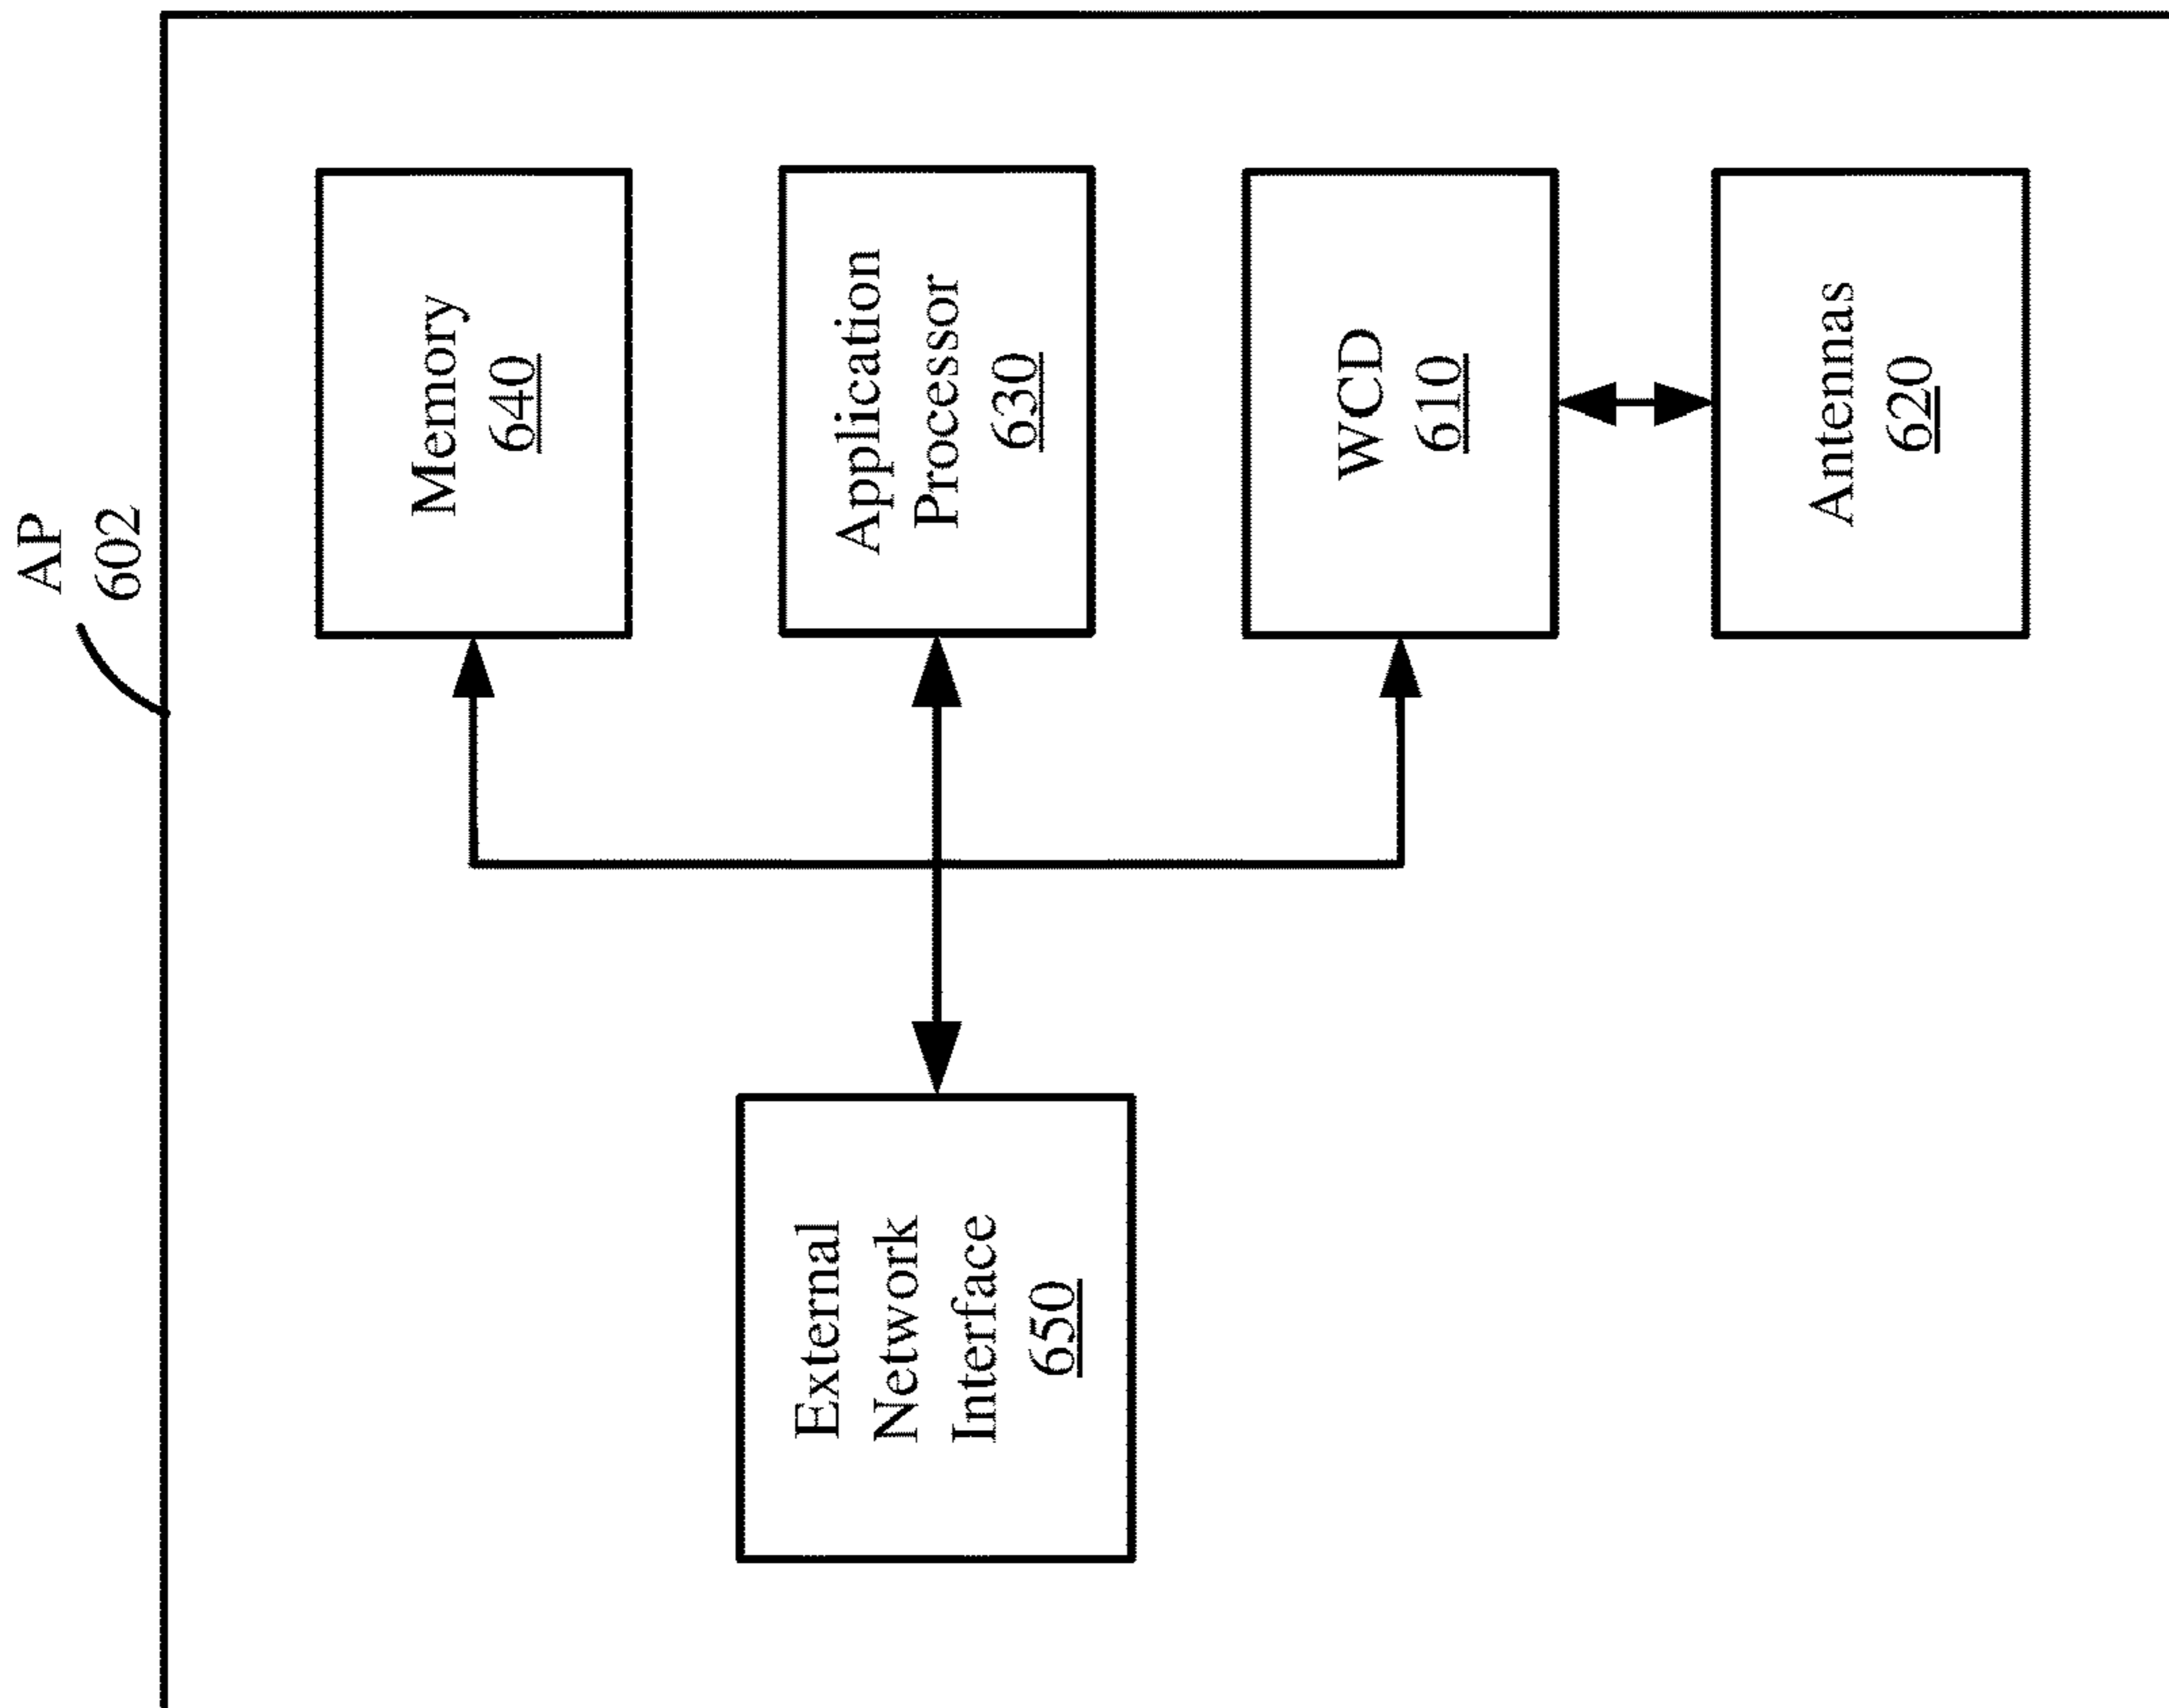 AP
602
Memory
640
Application
Processor
630
WCD
610
Antennas
620
External
Network
Interface
650